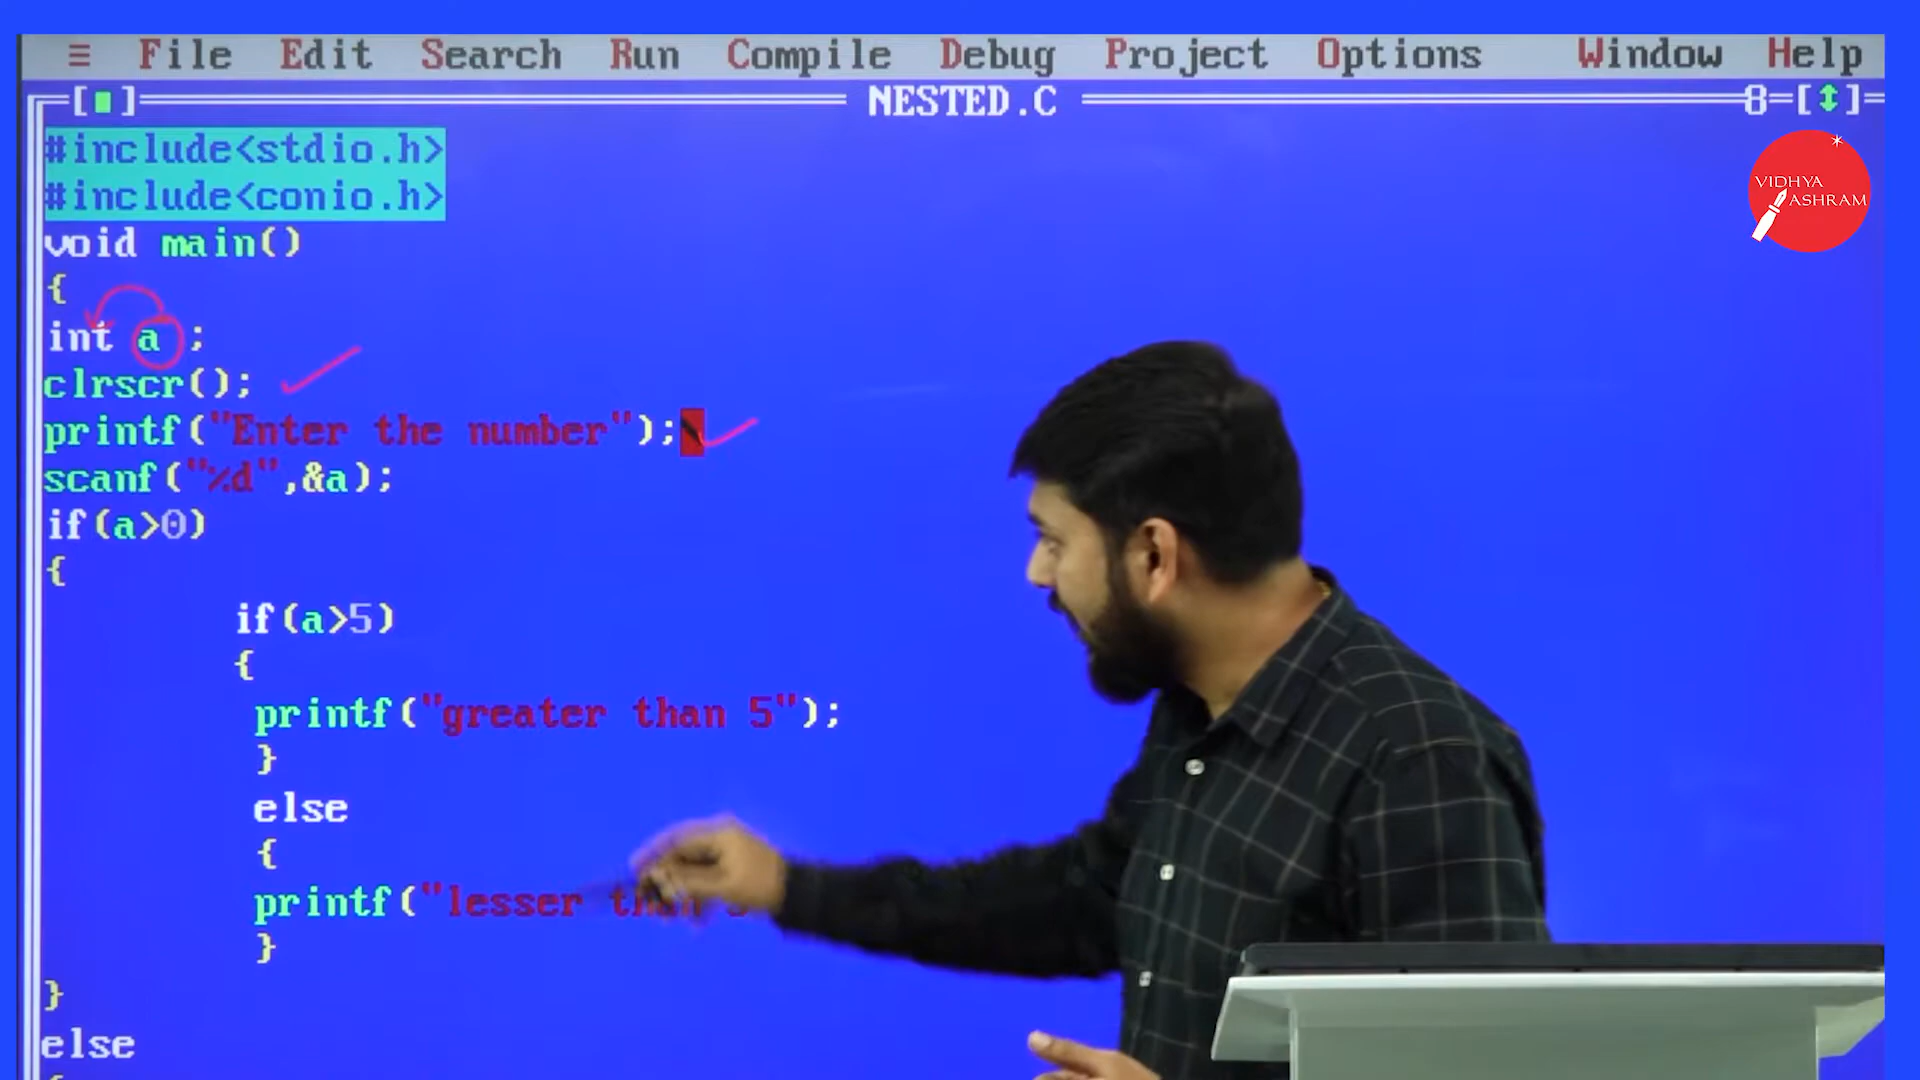 ≡ File Edit Search Run Compile Debug Project Options Window Help
[■] NESTED.C 8=[↕]
#include<stdio.h>
#include<conio.h>
void main()
{
int a ;
clrscr();
printf("Enter the number");
scanf("%d",&a);
if(a>0)
{
if(a>5)
{
printf("greater than 5");
}
else
{
printf("lesser than
}
}
else
VIDHYA
ASHRAM